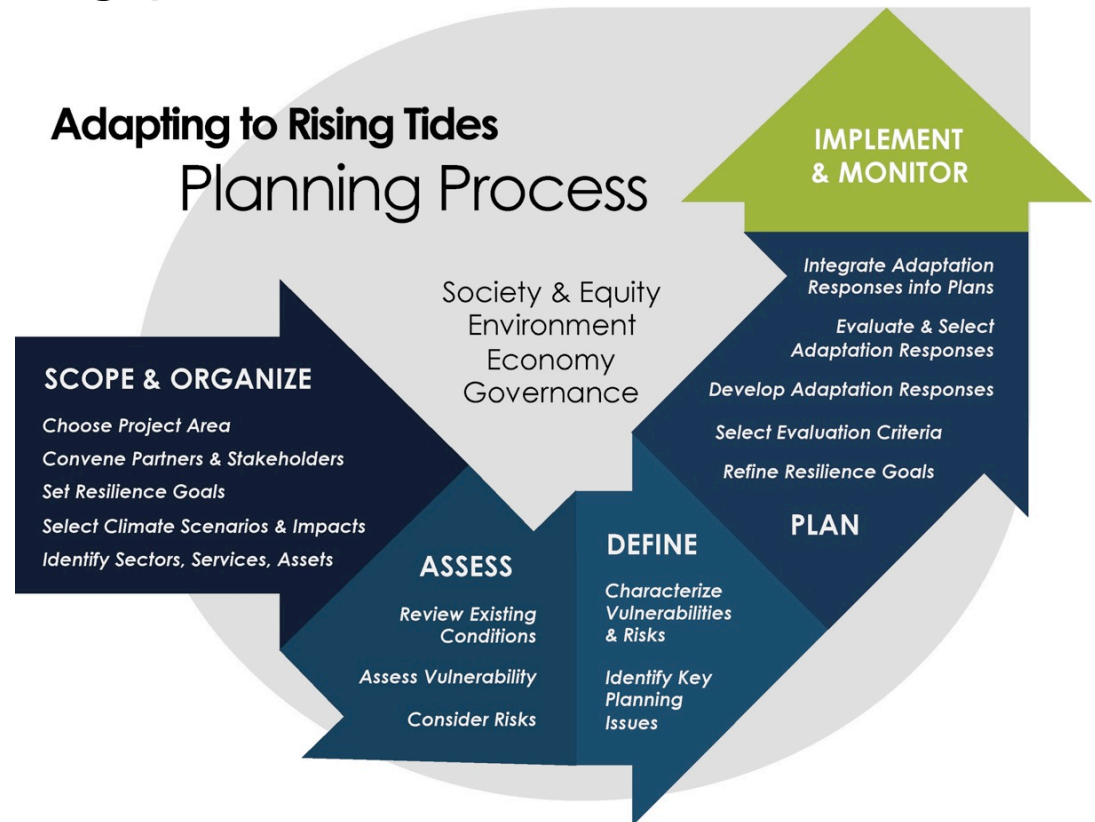 Adapting to Rising Tides
Planning Process
Society & Equity
Environment
Economy
Governance
SCOPE & ORGANIZE
Choose Project Area
Convene Partners & Stakeholders
Set Resilience Goals
Select Climate Scenarios & Impacts
Identify Sectors, Services, Assets
ASSESS
Review Existing
Conditions
Assess Vulnerability
Consider Risks
DEFINE
Characterize
Vulnerabilities
& Risks
Identify Key
Planning
Issues
IMPLEMENT
& MONITOR
Integrate Adaptation
Responses into Plans
Evaluate & Select
Adaptation Responses
Develop Adaptation Responses
Select Evaluation Criteria
Refine Resilience Goals
PLAN